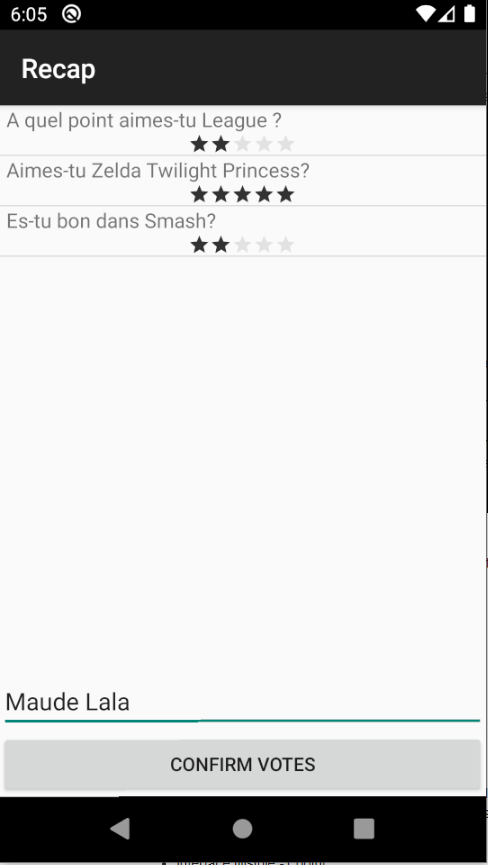 6:05
Recap
A quel point aimes-tu League ?
Aimes-tu Zelda Twilight Princess?
Es-tu bon dans Smash?
Maude Lala
CONFIRM VOTES